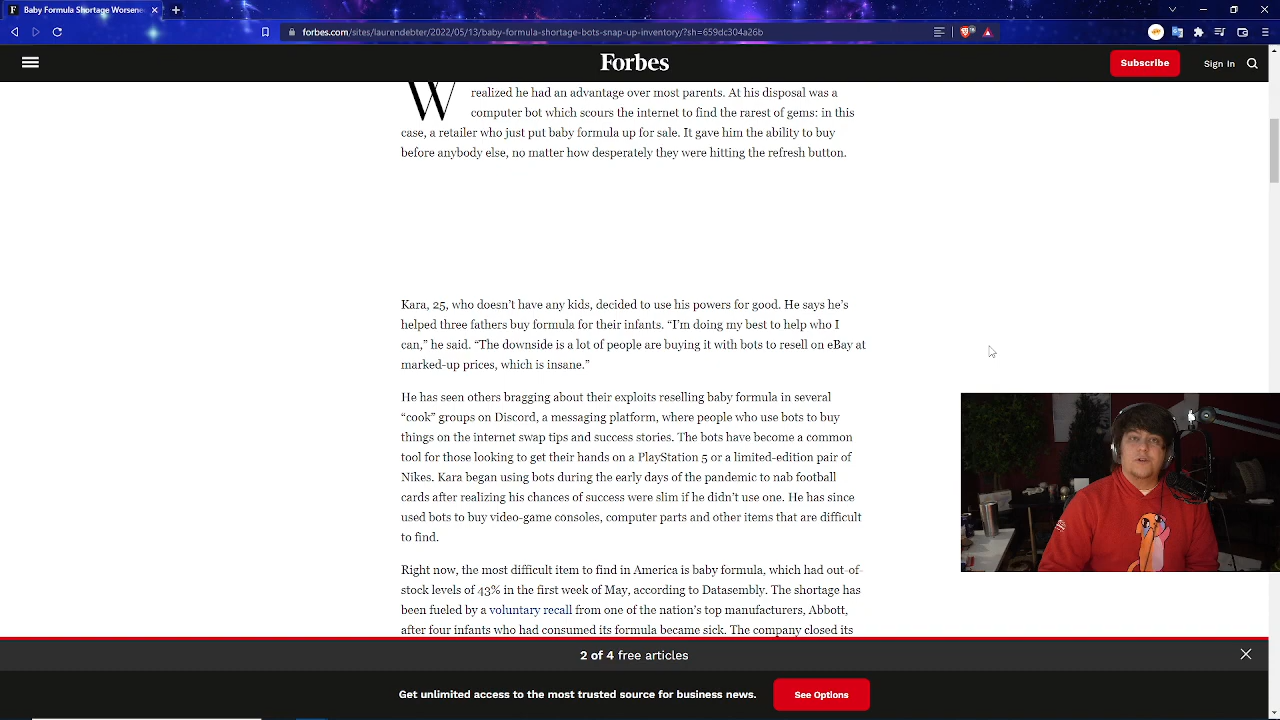 Baby Formula Shortage Worsene
forbes.com/sites/laurendebter/2022/05/13/baby-formula-shortage-bots-snap-up-inventory/?sh=659dc304a26b
Forbes
Subscribe
Sign In
W
realized he had an advantage over most parents. At his disposal was a
computer bot which scours the internet to find the rarest of gems: in this
case, a retailer who just put baby formula up for sale. It gave him the ability to buy
before anybody else, no matter how desperately they were hitting the refresh button.
Kara, 25, who doesn’t have any kids, decided to use his powers for good. He says he’s
helped three fathers buy formula for their infants. “I’m doing my best to help who I
can,” he said. “The downside is a lot of people are buying it with bots to resell on eBay at
marked-up prices, which is insane.”
He has seen others bragging about their exploits reselling baby formula in several
“cook” groups on Discord, a messaging platform, where people who use bots to buy
things on the internet swap tips and success stories. The bots have become a common
tool for those looking to get their hands on a PlayStation 5 or a limited-edition pair of
Nikes. Kara began using bots during the early days of the pandemic to nab football
cards after realizing his chances of success were slim if he didn’t use one. He has since
used bots to buy video-game consoles, computer parts and other items that are difficult
to find.
Right now, the most difficult item to find in America is baby formula, which had out-of-
stock levels of 43% in the first week of May, according to Datasembly. The shortage has
been fueled by a voluntary recall from one of the nation’s top manufacturers, Abbott,
after four infants who had consumed its formula became sick. The company closed its
2 of 4 free articles
Get unlimited access to the most trusted source for business news.
See Options